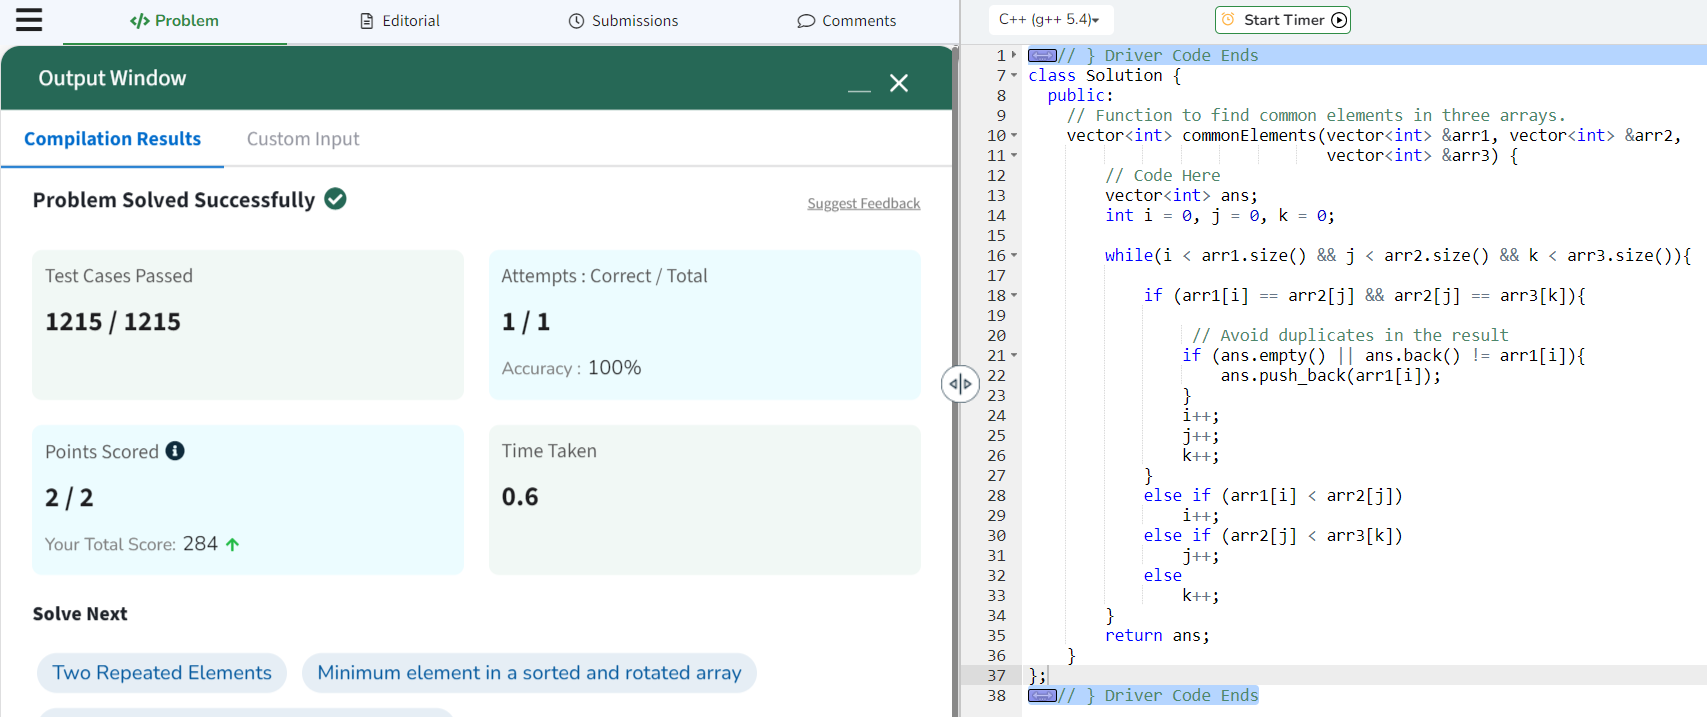 </> Problem
Editorial
Submissions
Comments
Output Window
Compilation Results
Custom Input
Problem Solved Successfully
Suggest Feedback
Test Cases Passed
1215 / 1215
Attempts : Correct / Total
1 / 1
Accuracy : 100%
Points Scored
2 / 2
Your Total Score: 284
Time Taken
0.6
Solve Next
Two Repeated Elements
Minimum element in a sorted and rotated array
C++ (g++ 5.4)
Start Timer
1 // } Driver Code Ends
7 class Solution {
8 public:
9 // Function to find common elements in three arrays.
10 vector<int> commonElements(vector<int> &arr1, vector<int> &arr2,
11 vector<int> &arr3) {
12 // Code Here
13 vector<int> ans;
14 int i = 0, j = 0, k = 0;
15
16 while(i < arr1.size() && j < arr2.size() && k < arr3.size()){
17
18 if (arr1[i] == arr2[j] && arr2[j] == arr3[k]){
19
20 // Avoid duplicates in the result
21 if (ans.empty() || ans.back() != arr1[i]){
22 ans.push_back(arr1[i]);
23 }
24 i++;
25 j++;
26 k++;
27 }
28 else if (arr1[i] < arr2[j])
29 i++;
30 else if (arr2[j] < arr3[k])
31 j++;
32 else
33 k++;
34 }
35 return ans;
36 }
37 };
38 // } Driver Code Ends